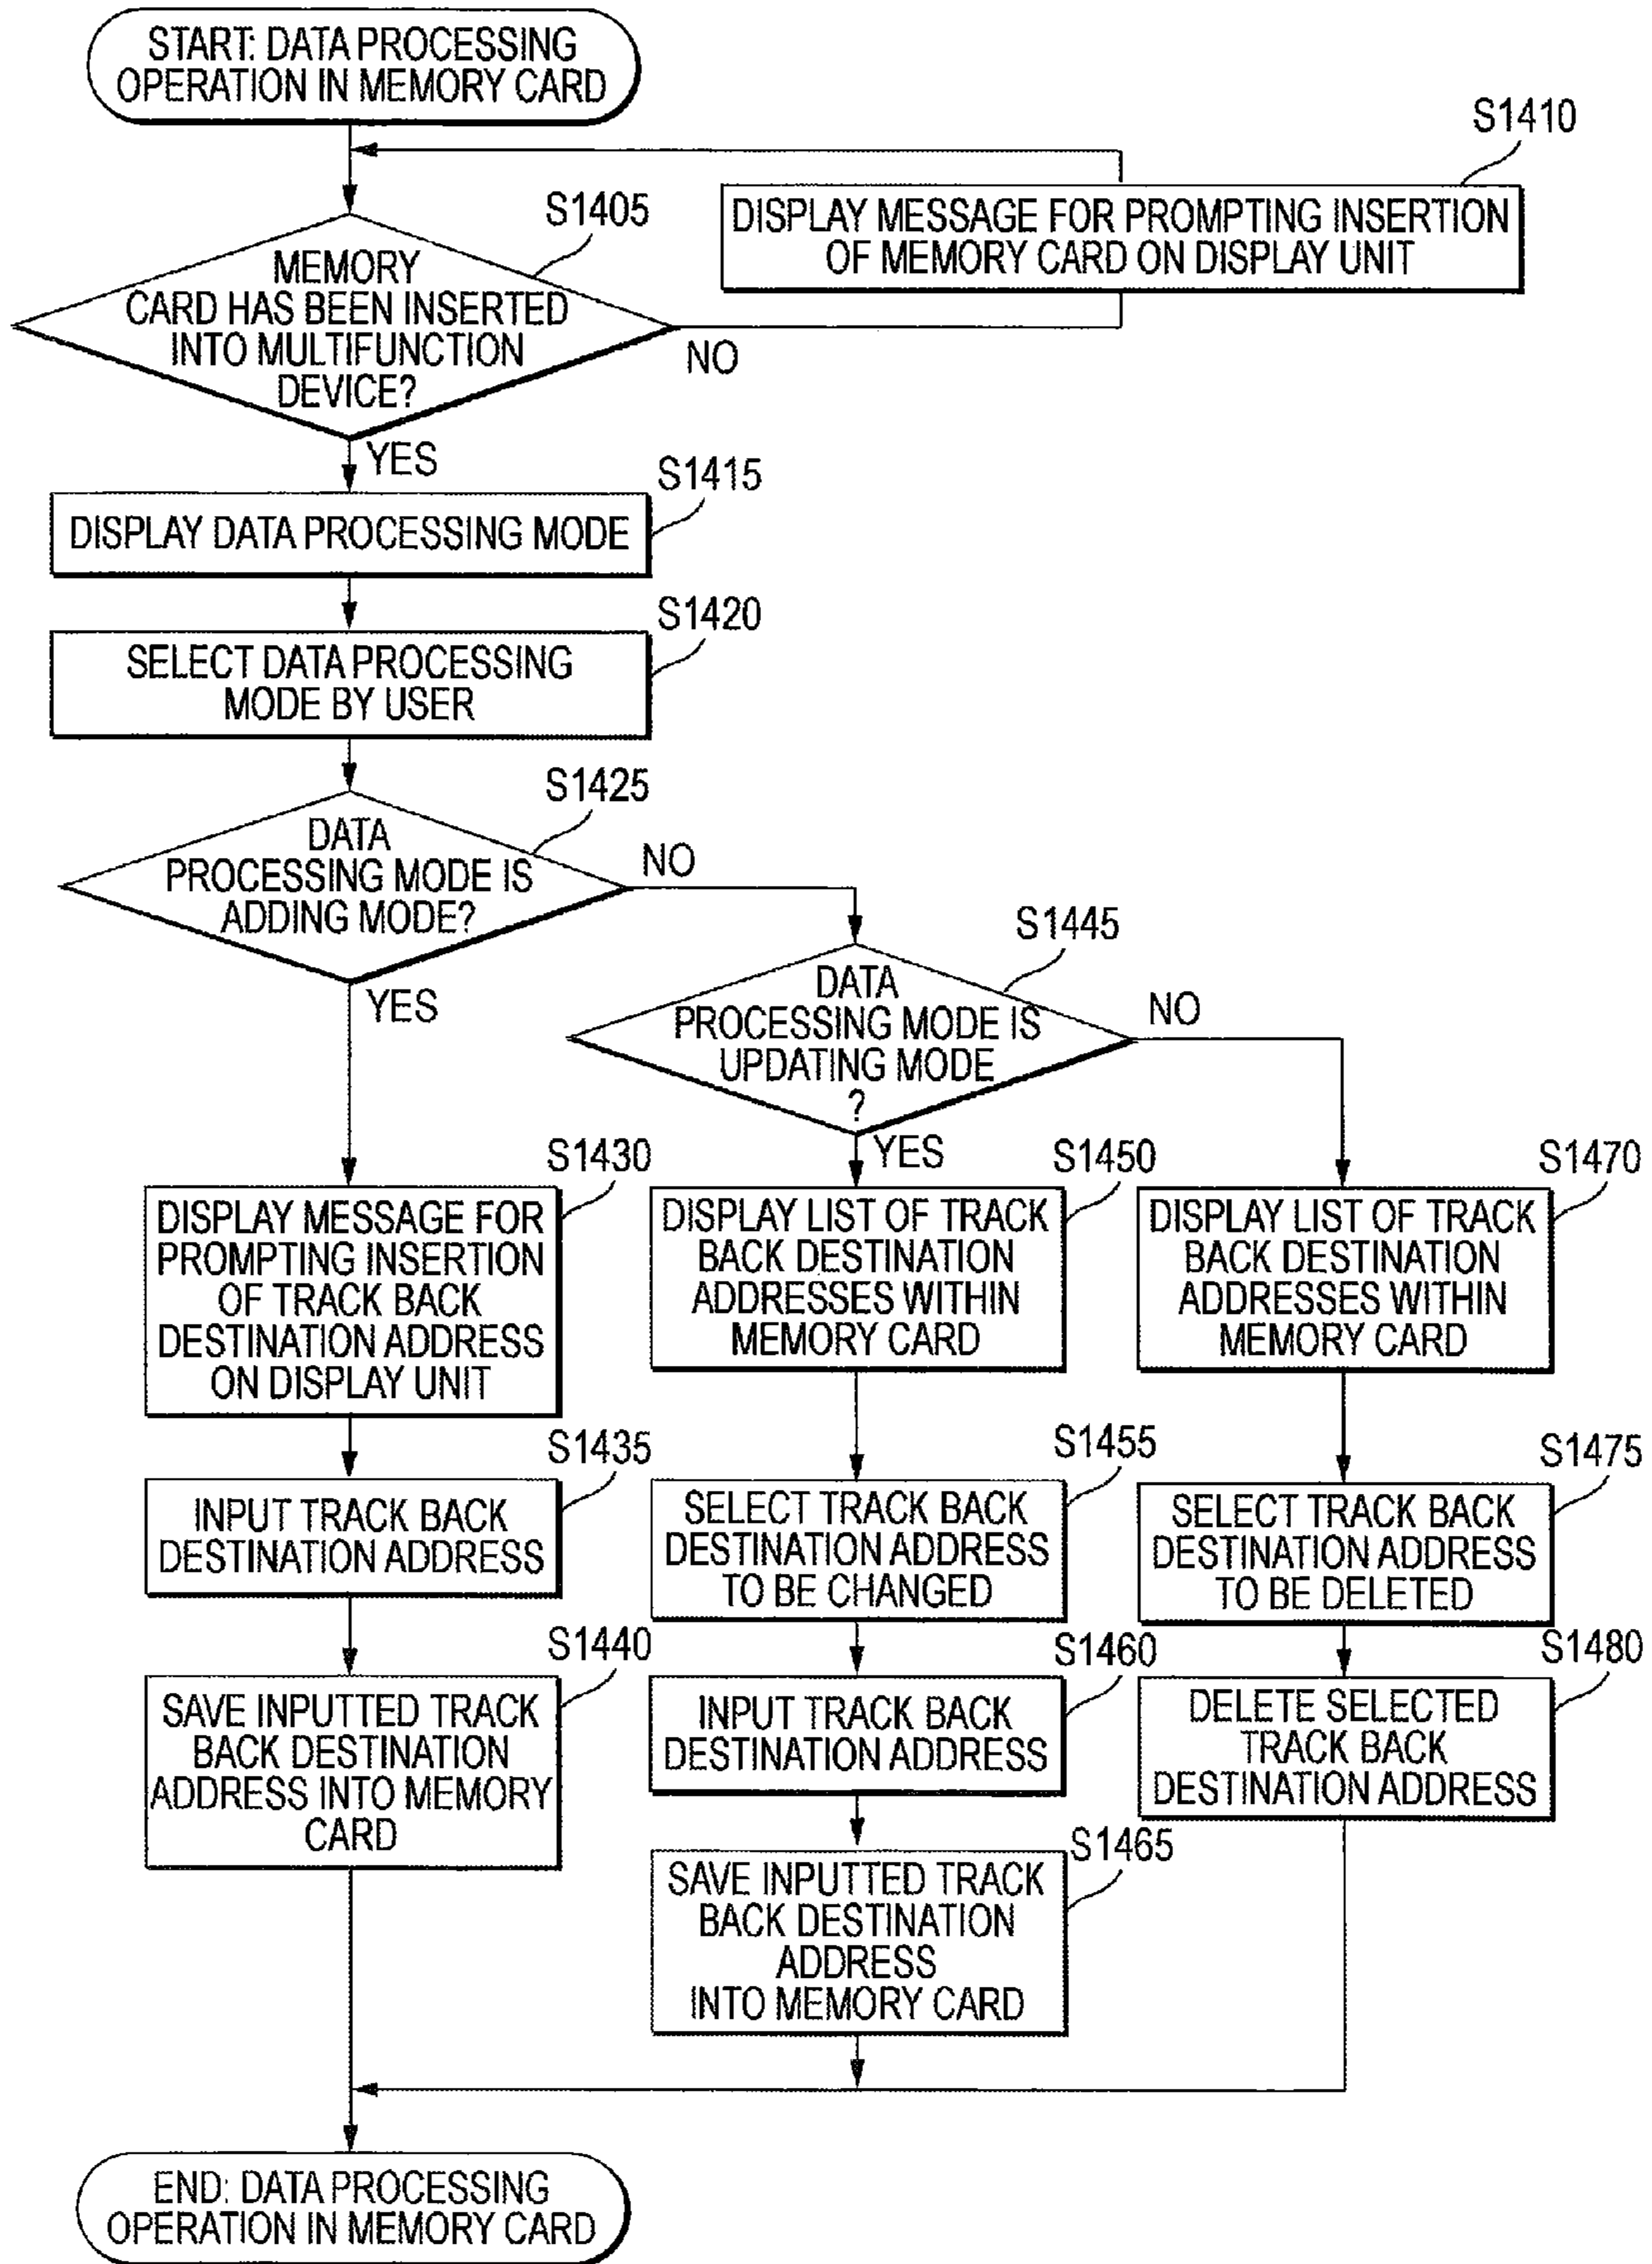 START: DATA PROCESSING
OPERATION IN MEMORY CARD
S1410
DISPLAY MESSAGE FOR PROMPTING INSERTION
OF MEMORY CARD ON DISPLAY UNIT
S1405
MEMORY
CARD HAS BEEN INSERTED
INTO MULTIFUNCTION
DEVICE?
NO
YES
S1415
DISPLAY DATA PROCESSING MODE
S1420
SELECT DATA PROCESSING
MODE BY USER
S1425
DATA
PROCESSING MODE IS
ADDING MODE?
NO
YES
S1445
DATA
PROCESSING MODE IS
UPDATING MODE
?
NO
YES
S1430
DISPLAY MESSAGE FOR
PROMPTING INSERTION
OF TRACK BACK
DESTINATION ADDRESS
ON DISPLAY UNIT
S1435
INPUT TRACK BACK
DESTINATION ADDRESS
S1440
SAVE INPUTTED TRACK
BACK DESTINATION
ADDRESS INTO MEMORY
CARD
S1450
DISPLAY LIST OF TRACK
BACK DESTINATION
ADDRESSES WITHIN
MEMORY CARD
S1455
SELECT TRACK BACK
DESTINATION ADDRESS
TO BE CHANGED
S1460
INPUT TRACK BACK
DESTINATION ADDRESS
S1465
SAVE INPUTTED TRACK
BACK DESTINATION
ADDRESS
INTO MEMORY CARD
S1470
DISPLAY LIST OF TRACK
BACK DESTINATION
ADDRESSES WITHIN
MEMORY CARD
S1475
SELECT TRACK BACK
DESTINATION ADDRESS
TO BE DELETED
S1480
DELETE SELECTED
TRACK BACK
DESTINATION ADDRESS
END: DATA PROCESSING
OPERATION IN MEMORY CARD